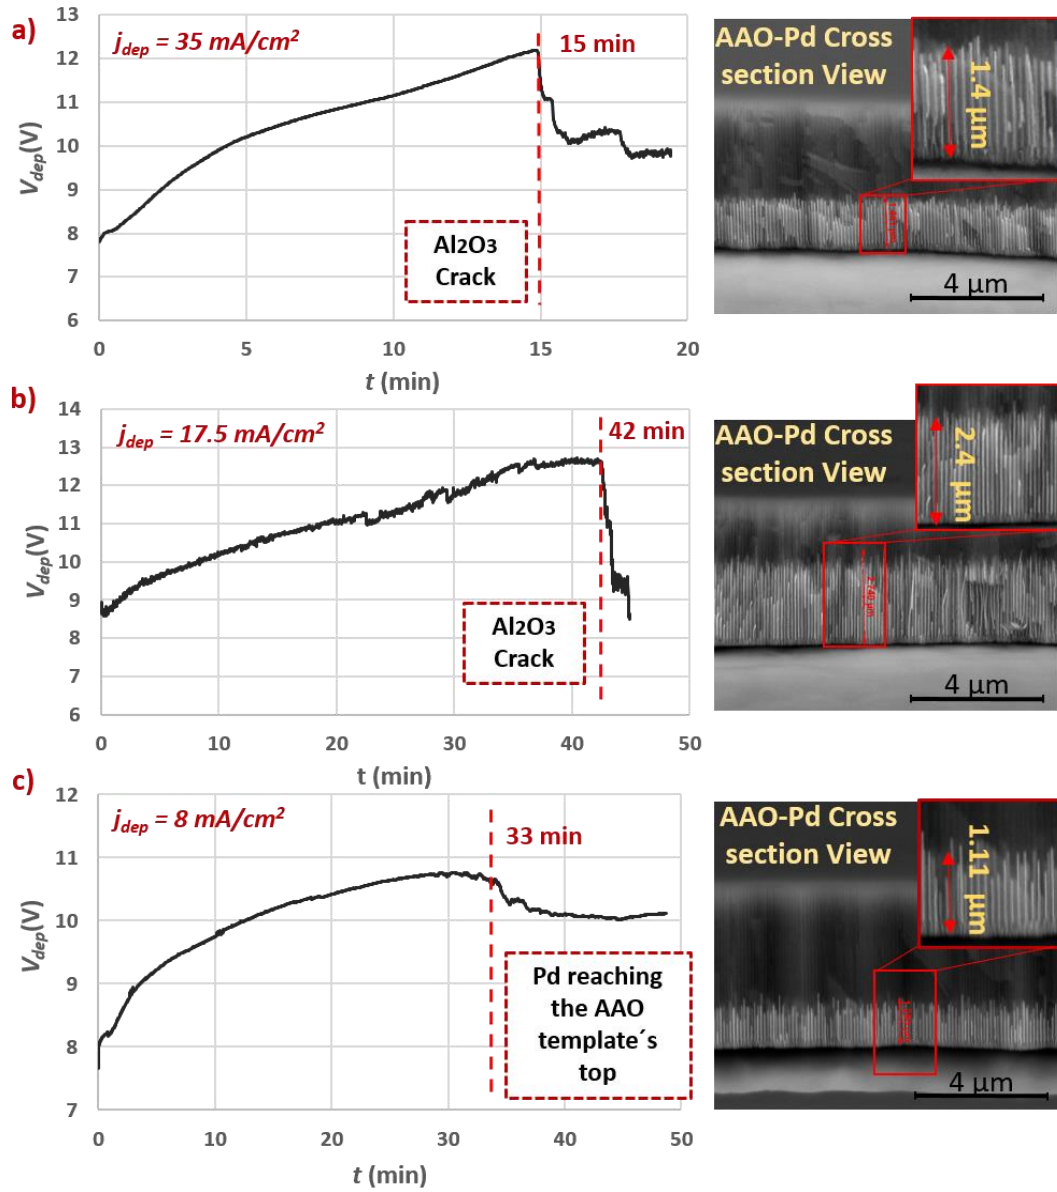 a)
j_dep = 35 mA/cm²
15 min
13
12
11
10
9
8
7
6
V_dep(V)
Al2O3
Crack
0 5 10 15 20
t (min)
AAO-Pd Cross
section View
1.4 µm
4 µm
b)
j_dep = 17.5 mA/cm²
42 min
14
13
12
11
10
9
8
7
6
V_dep(V)
Al2O3
Crack
0 10 20 30 40 50
t (min)
AAO-Pd Cross
section View
2.4 µm
4 µm
c)
j_dep = 8 mA/cm²
33 min
12
11
10
9
8
7
V_dep(V)
Pd reaching
the AAO
template´s
top
0 10 20 30 40 50
t (min)
AAO-Pd Cross
section View
1.11 µm
4 µm